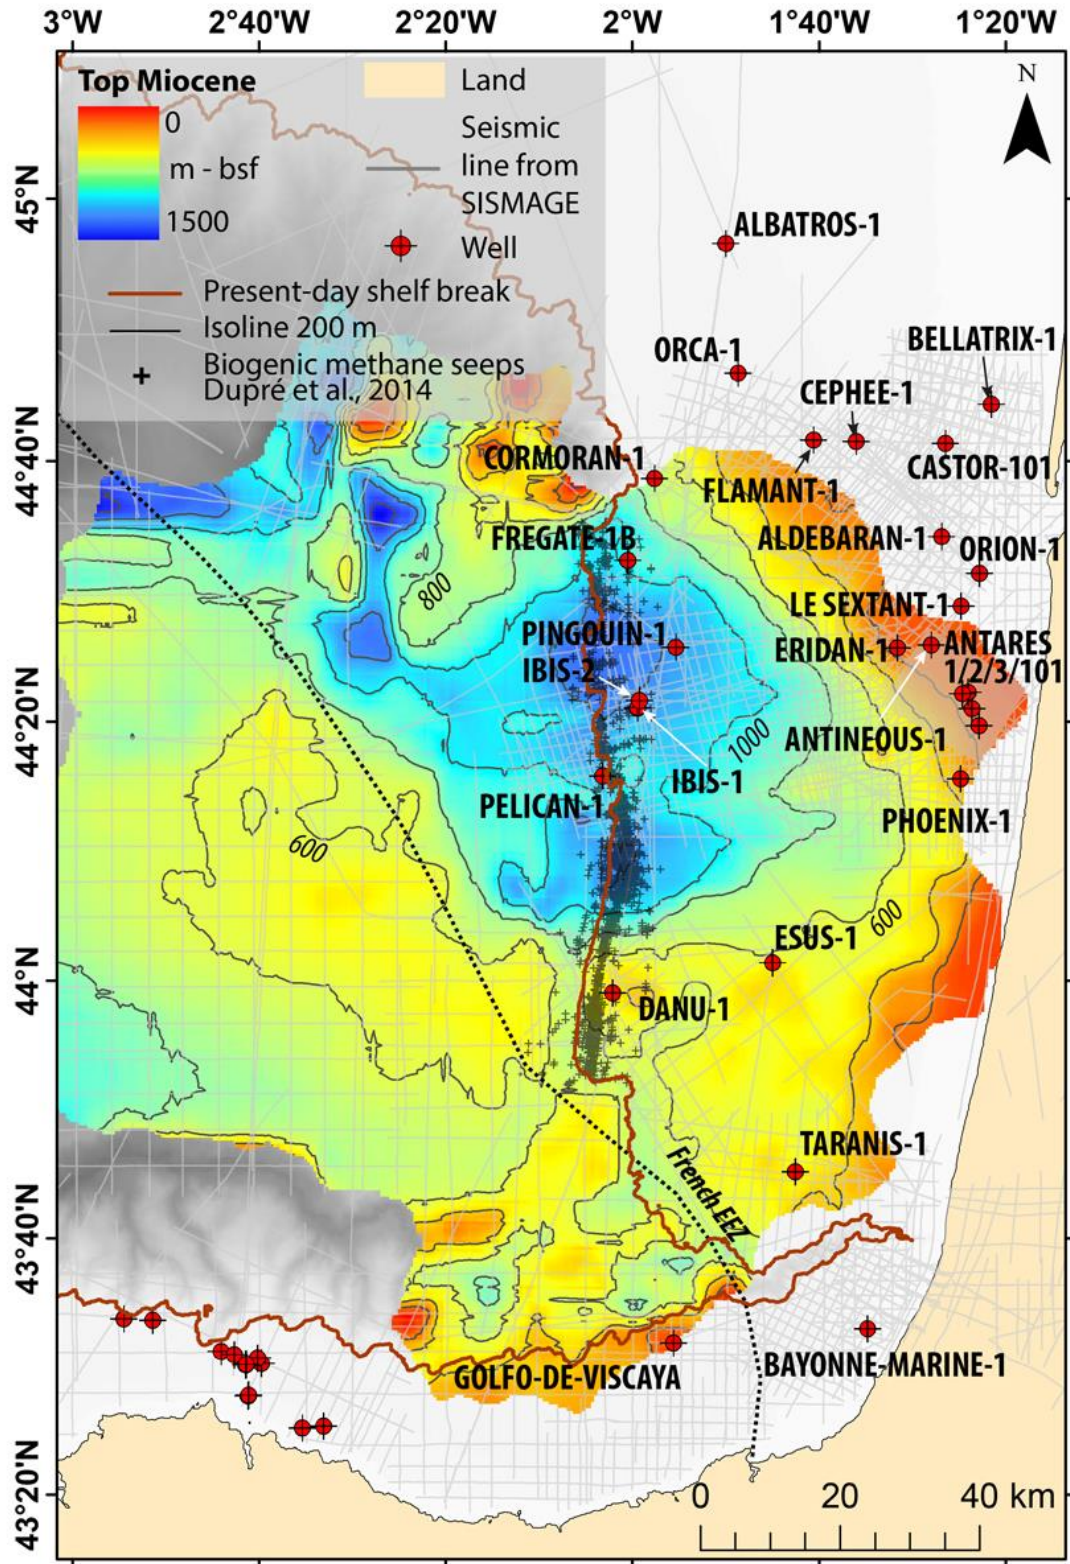 3°W 2°40'W 2°20'W 2°W 1°40'W 1°20'W
N
Top Miocene
0
m - bsf
1500
Land
Seismic
line from
SISMAGE
Well
Present-day shelf break
Isoline 200 m
Biogenic methane seeps
Dupré et al., 2014
45°N
44°40'N
44°20'N
44°N
43°40'N
43°20'N
ALBATROS-1
ORCA-1
BELLATRIX-1
CEPHEE-1
CORMORAN-1
CASTOR-101
FLAMANT-1
FREGATE-1B
ALDEBARAN-1
ORION-1
800
LE SEXTANT-1
PINGOUIN-1
ERIDAN-1
ANTARES
1/2/3/101
IBIS-2
1000
ANTINEOUS-1
IBIS-1
PELICAN-1
PHOENIX-1
600
600
ESUS-1
DANU-1
TARANIS-1
French EEZ
GOLFO-DE-VISCAYA
BAYONNE-MARINE-1
0 20 40 km